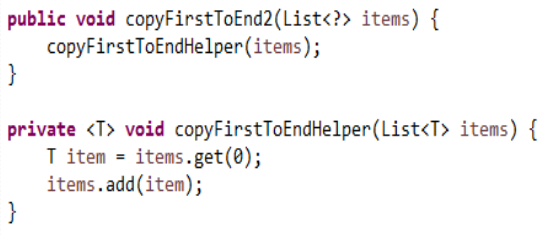 public void copyFirstToEnd2(List<?> items) {
    copyFirstToEndHelper(items);
}

private <T> void copyFirstToEndHelper(List<T> items) {
    T item = items.get(0);
    items.add(item);
}